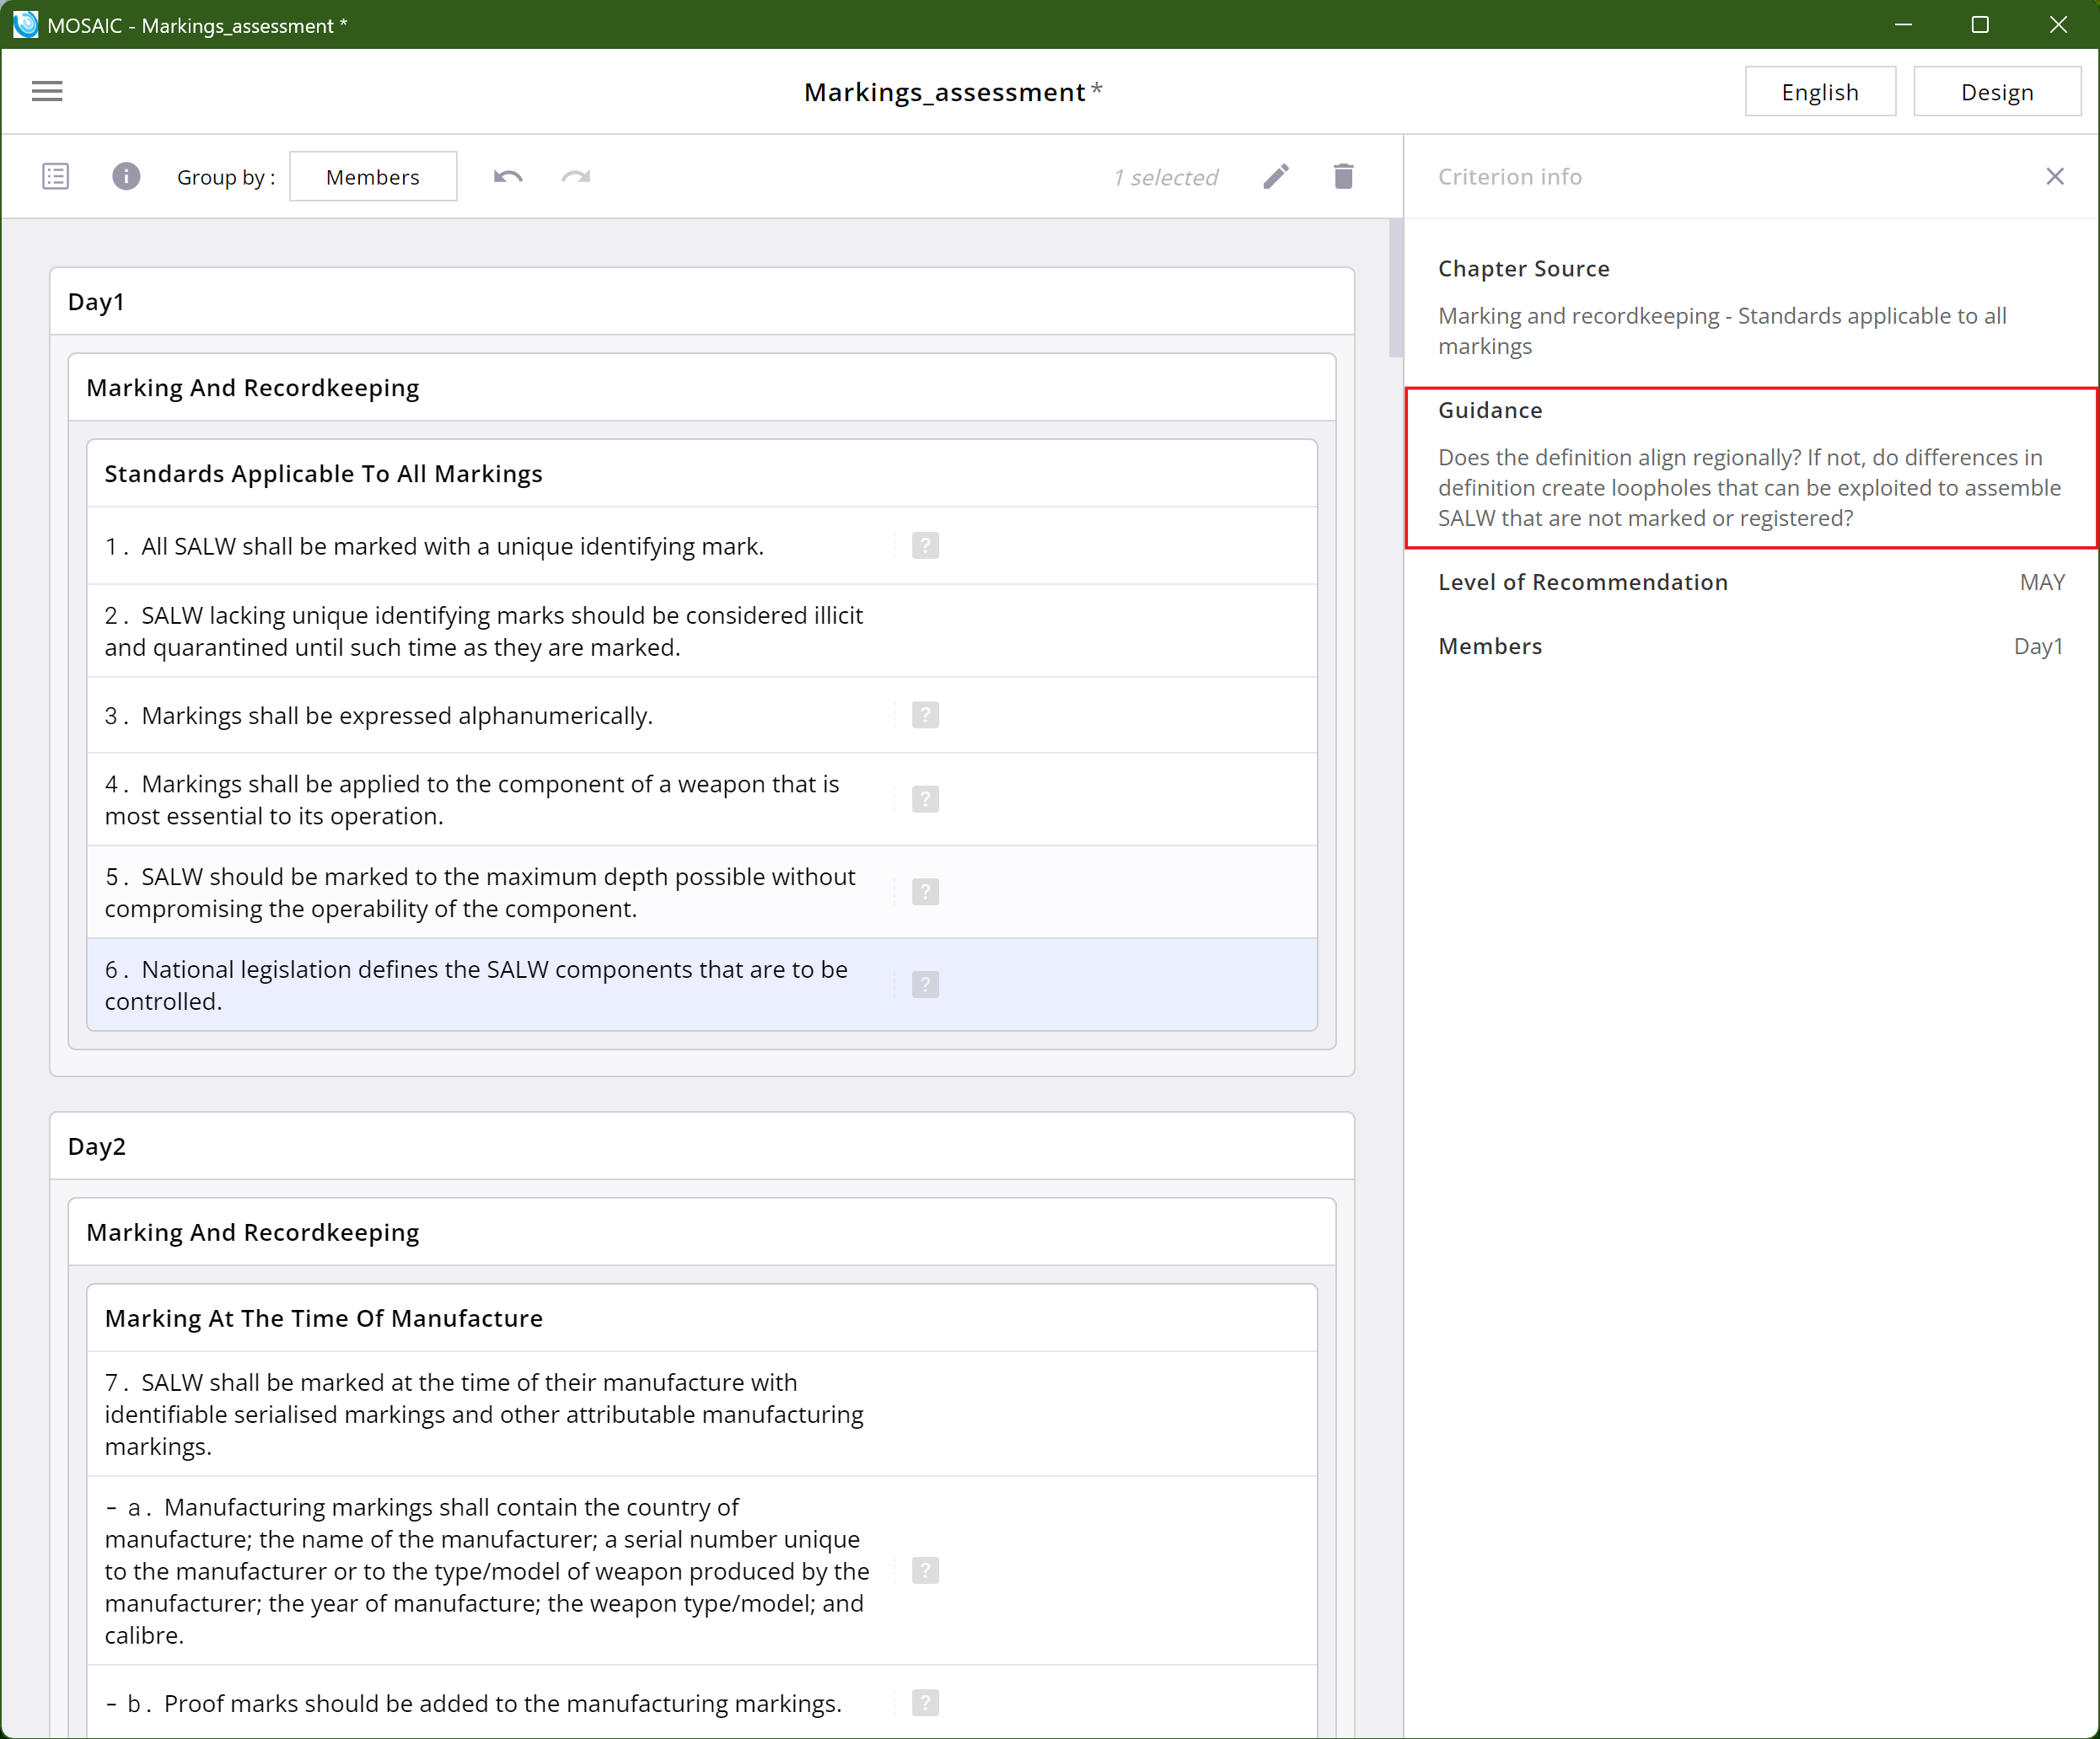 MOSAIC - Markings_assessment *
Markings_assessment*
English
Design
i
Group by :
Members
1 selected
Criterion info
Day1
Marking And Recordkeeping
Standards Applicable To All Markings
1. All SALW shall be marked with a unique identifying mark.
?
2. SALW lacking unique identifying marks should be considered illicit
and quarantined until such time as they are marked.
3. Markings shall be expressed alphanumerically.
?
4. Markings shall be applied to the component of a weapon that is
most essential to its operation.
?
5. SALW should be marked to the maximum depth possible without
compromising the operability of the component.
?
6. National legislation defines the SALW components that are to be
controlled.
?
Day2
Marking And Recordkeeping
Marking At The Time Of Manufacture
7. SALW shall be marked at the time of their manufacture with
identifiable serialised markings and other attributable manufacturing
markings.
- a. Manufacturing markings shall contain the country of
manufacture; the name of the manufacturer; a serial number unique
to the manufacturer or to the type/model of weapon produced by the
manufacturer; the year of manufacture; the weapon type/model; and
calibre.
?
- b. Proof marks should be added to the manufacturing markings.
?
Chapter Source
Marking and recordkeeping - Standards applicable to all
markings
Guidance
Does the definition align regionally? If not, do differences in
definition create loopholes that can be exploited to assemble
SALW that are not marked or registered?
Level of Recommendation
MAY
Members
Day1